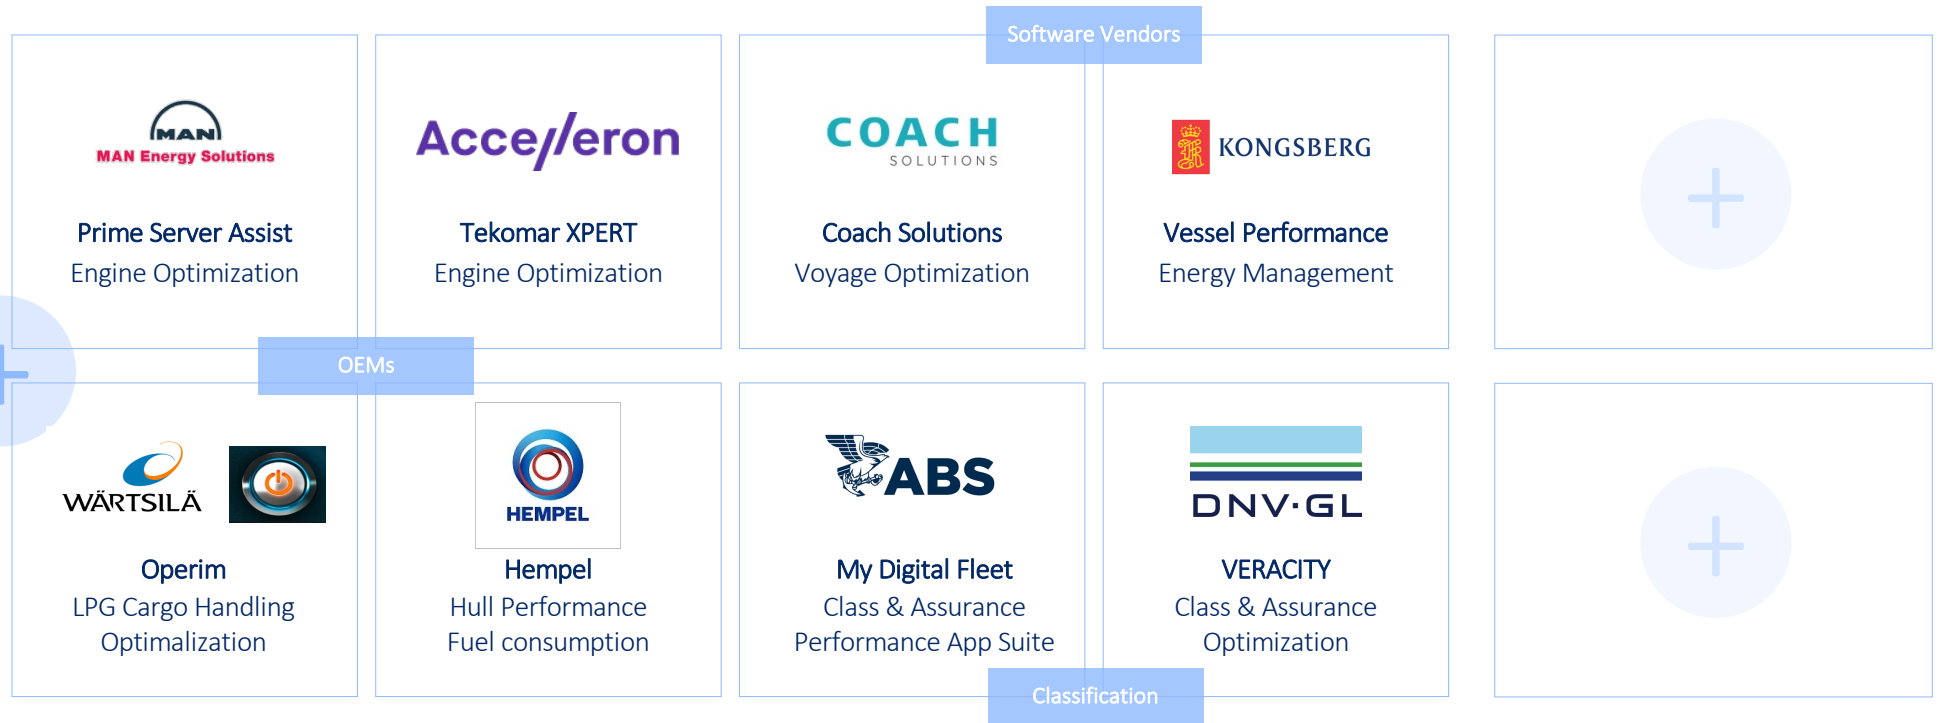 Software Vendors
MAN
MAN Energy Solutions
Prime Server Assist
Engine Optimization
Accelleron
Tekomar XPERT
Engine Optimization
COACH
SOLUTIONS
Coach Solutions
Voyage Optimization
KONGSBERG
Vessel Performance
Energy Management
OEMs
WÄRTSILÄ
Operim
LPG Cargo Handling
Optimalization
HEMPEL
Hempel
Hull Performance
Fuel consumption
ABS
My Digital Fleet
Class & Assurance
Performance App Suite
DNV·GL
VERACITY
Class & Assurance
Optimization
Classification